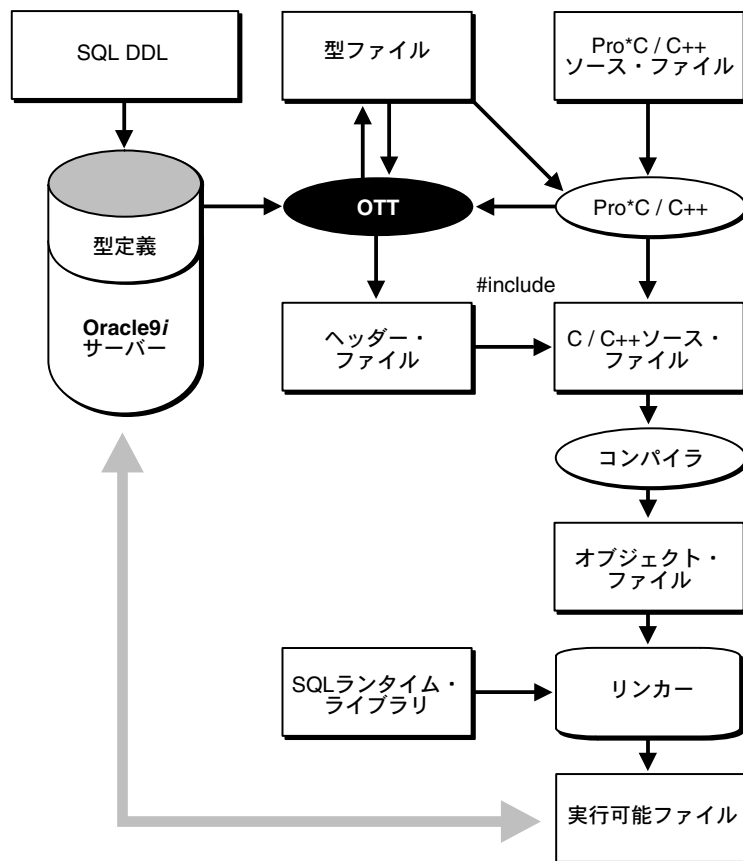 SQL DDL
型ファイル
Pro*C / C++
ソース・ファイル
型定義
Oracle9i
サーバー
OTT
Pro*C / C++
#include
ヘッダー・
ファイル
C / C++ソース・
ファイル
コンパイラ
オブジェクト・
ファイル
SQLランタイム・
ライブラリ
リンカー
実行可能ファイル